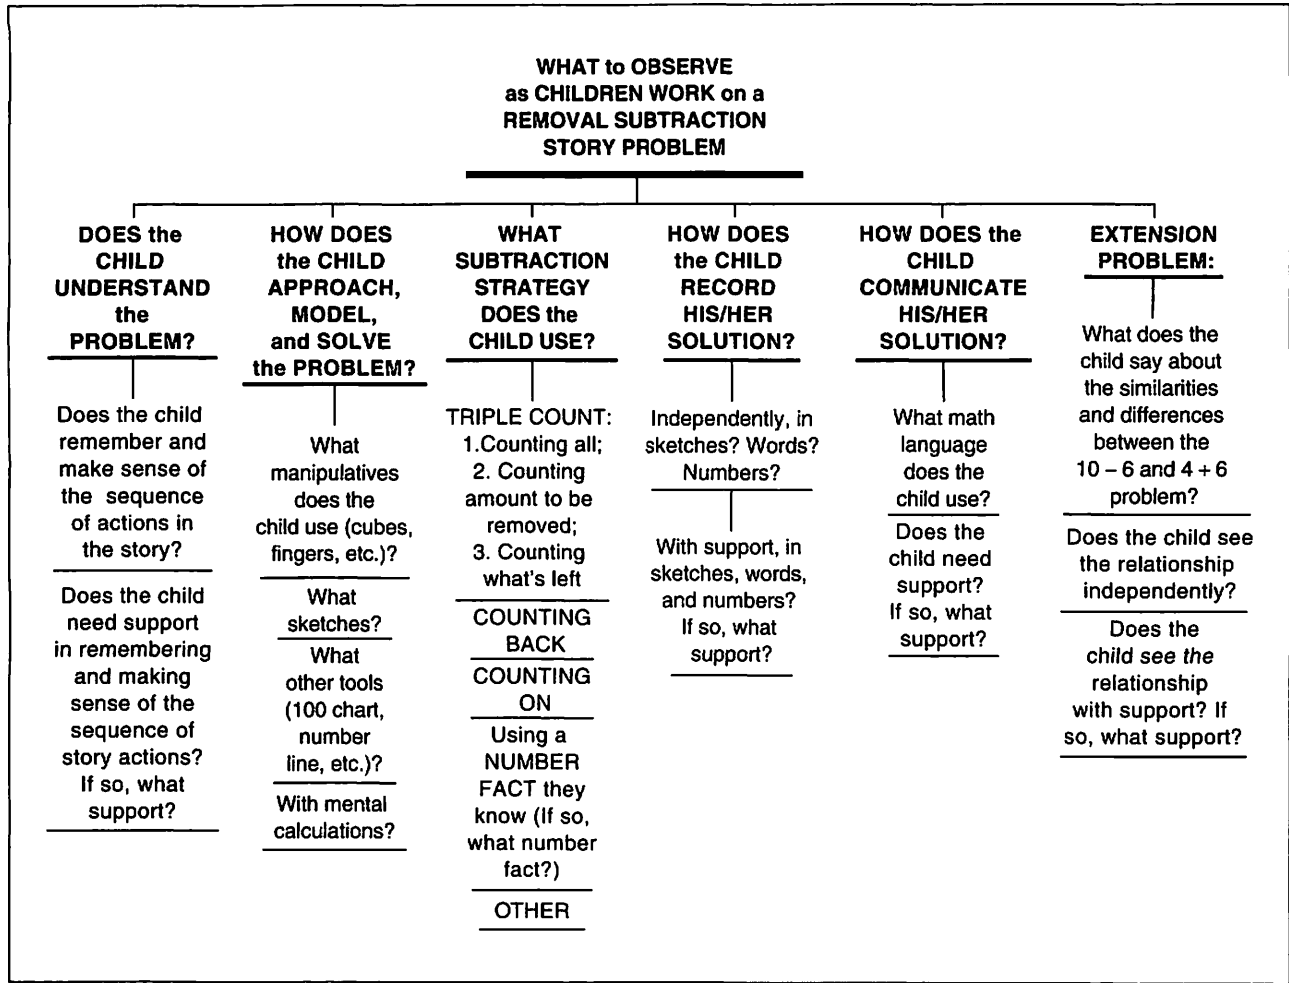 WHAT to OBSERVE
as CHILDREN WORK on a
REMOVAL SUBTRACTION
STORY PROBLEM
DOES the
CHILD
UNDERSTAND
the
PROBLEM?
Does the child
remember and
make sense of
the sequence
of actions in
the story?
Does the child
need support
in remembering
and making
sense of the
sequence of
story actions?
If so, what
support?
HOW DOES
the CHILD
APPROACH,
MODEL,
and SOLVE
the PROBLEM?
What
manipulatives
does the
child use (cubes,
fingers, etc.)?
What
sketches?
What
other tools
(100 chart,
number
line, etc.)?
With mental
calculations?
WHAT
SUBTRACTION
STRATEGY
DOES the
CHILD USE?
TRIPLE COUNT:
1.Counting all;
2. Counting
amount to be
removed;
3. Counting
what's left
COUNTING
BACK
COUNTING
ON
Using a
NUMBER
FACT they
know (If so,
what number
fact?)
OTHER
HOW DOES
the CHILD
RECORD
HIS/HER
SOLUTION?
Independently, in
sketches? Words?
Numbers?
With support, in
sketches, words,
and numbers?
If so, what
support?
HOW DOES the
CHILD
COMMUNICATE
HIS/HER
SOLUTION?
What math
language
does the
child use?
Does the
child need
support?
If so, what
support?
EXTENSION
PROBLEM:
What does the
child say about
the similarities
and differences
between the
10 – 6 and 4 + 6
problem?
Does the child see
the relationship
independently?
Does the
child see the
relationship
with support? If
so, what support?